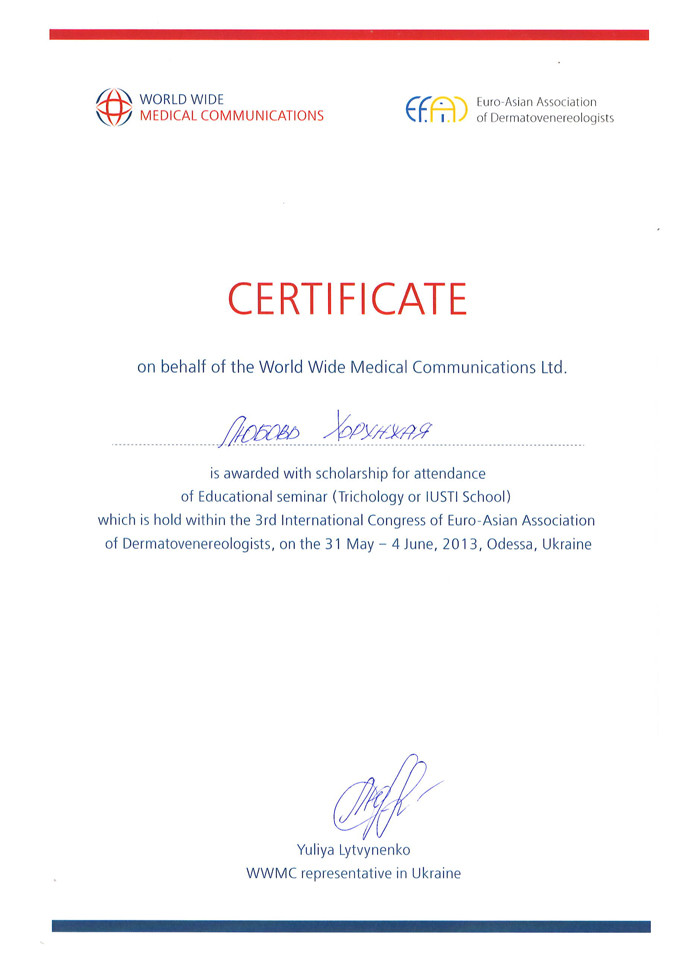 WORLD WIDE
MEDICAL COMMUNICATIONS
EFAD
Euro-Asian Association
of Dermatovenereologists
CERTIFICATE
on behalf of the World Wide Medical Communications Ltd.
Любовь Хорунжая
is awarded with scholarship for attendance
of Educational seminar (Trichology or IUSTI School)
which is hold within the 3rd International Congress of Euro-Asian Association
of Dermatovenereologists, on the 31 May – 4 June, 2013, Odessa, Ukraine
Yuliya Lytvynenko
WWMC representative in Ukraine